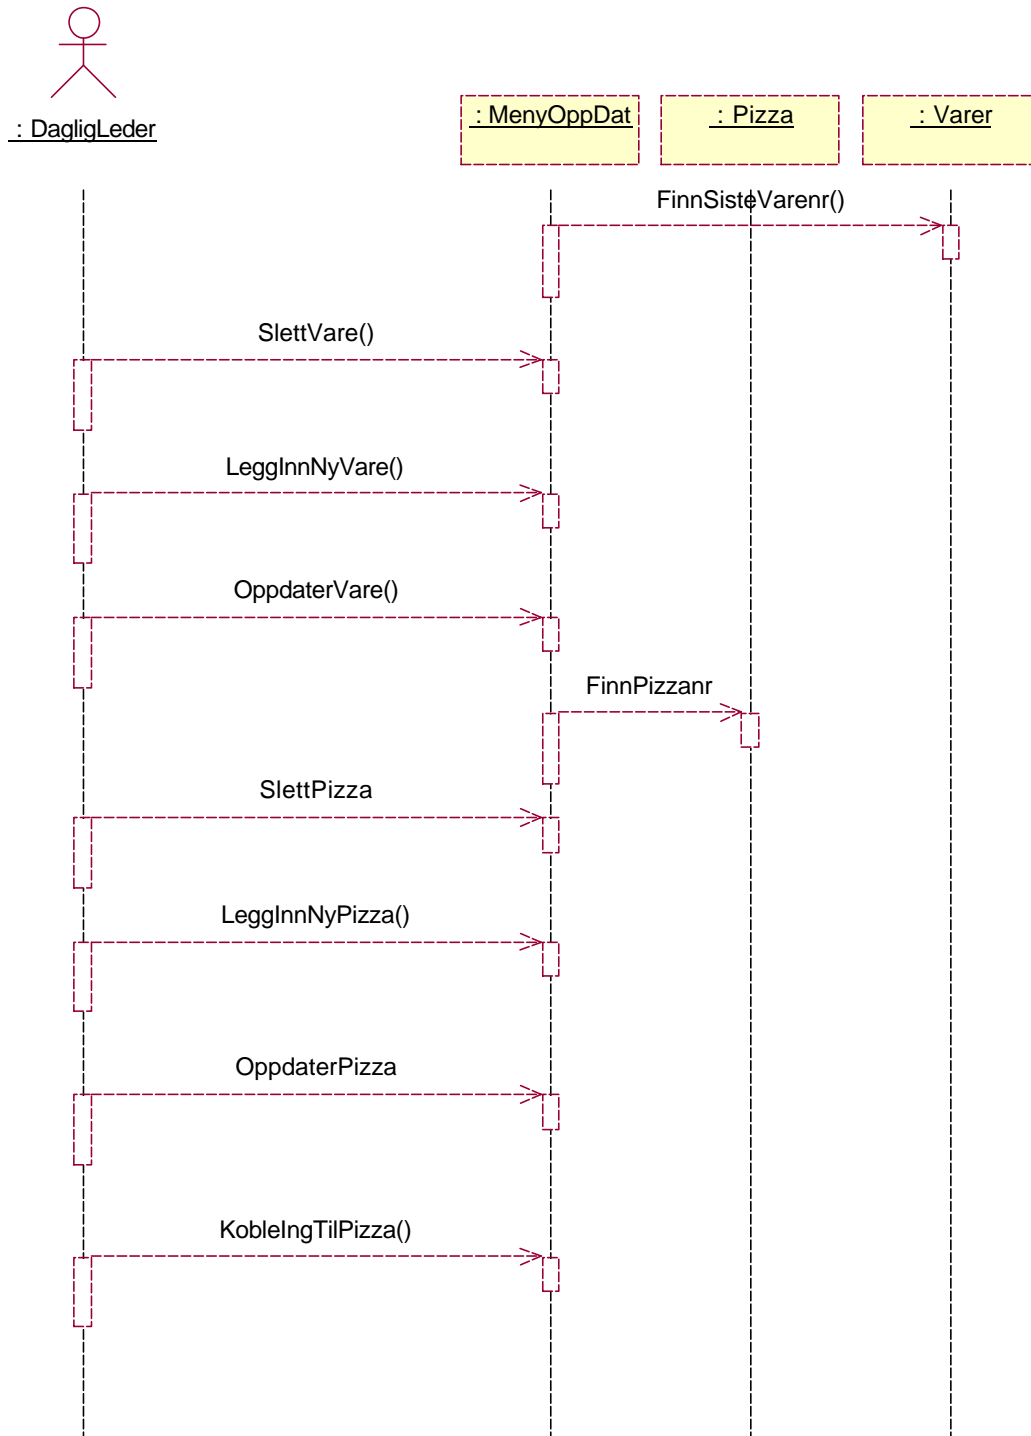 : DagligLeder
: MenyOppDat
: Pizza
: Varer
FinnSisteVarenr()
SlettVare()
LeggInnNyVare()
OppdaterVare()
FinnPizzanr
SlettPizza
LeggInnNyPizza()
OppdaterPizza
KobleIngTilPizza()